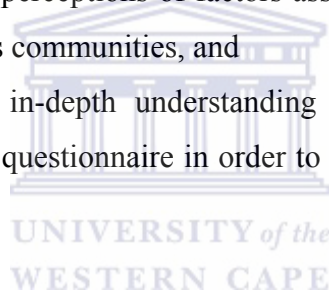 perceptions of factors ass
s communities, and
in-depth understanding
questionnaire in order to
UNIVERSITY of the
WESTERN CAPE